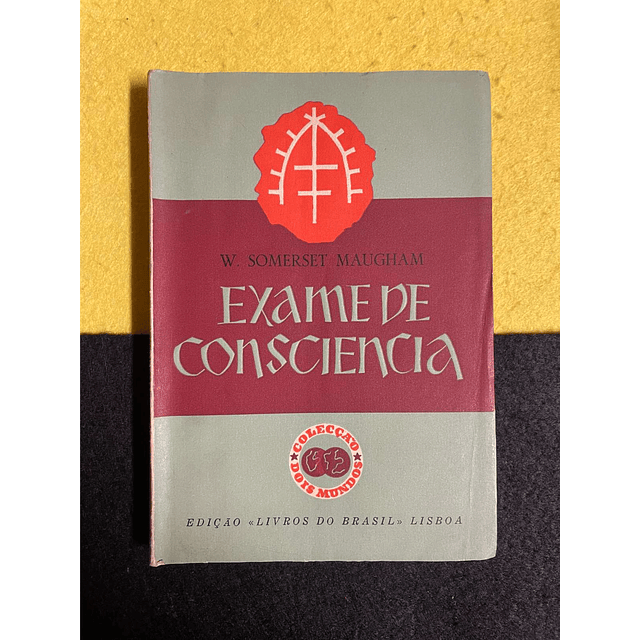 W. SOMERSET MAUGHAM
EXAME DE
CONSCIENCIA
COLECÇÃO
DOIS MUNDOS
EDIÇÃO «LIVROS DO BRASIL» LISBOA